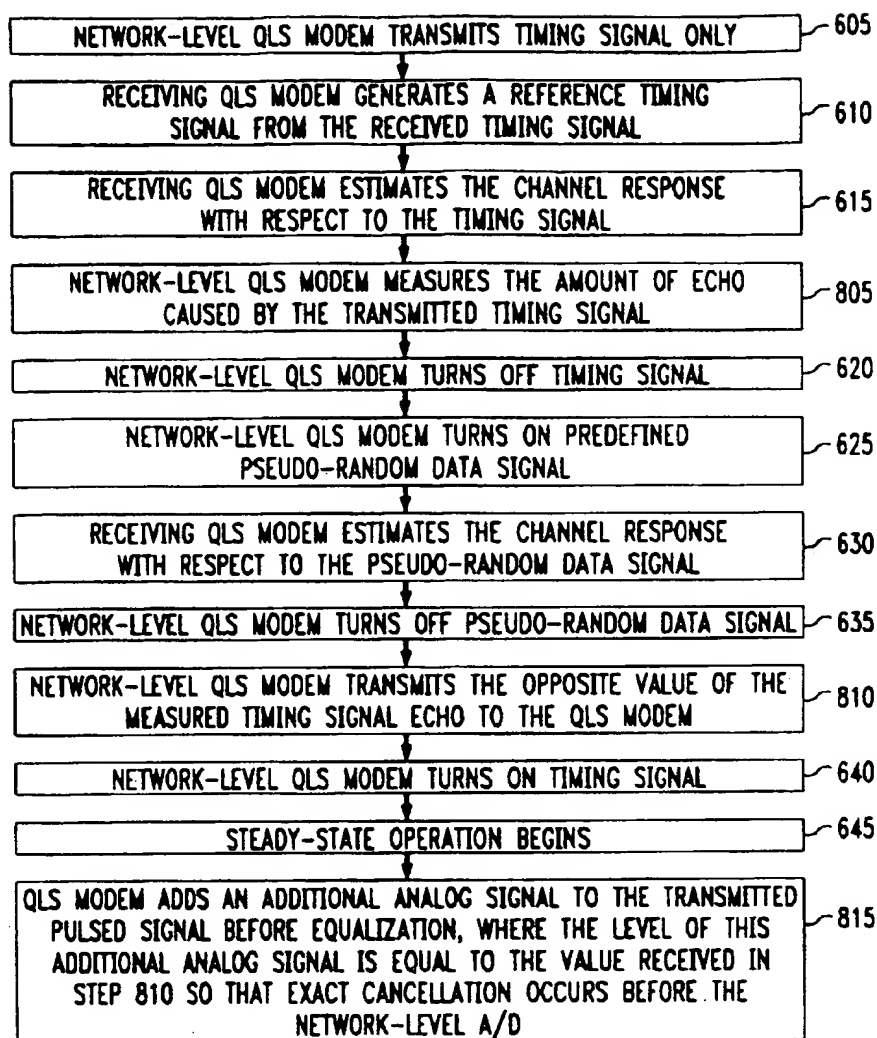 NETWORK-LEVEL QLS MODEM TRANSMITS TIMING SIGNAL ONLY
605
RECEIVING QLS MODEM GENERATES A REFERENCE TIMING
SIGNAL FROM THE RECEIVED TIMING SIGNAL
610
RECEIVING QLS MODEM ESTIMATES THE CHANNEL RESPONSE
WITH RESPECT TO THE TIMING SIGNAL
615
NETWORK-LEVEL QLS MODEM MEASURES THE AMOUNT OF ECHO
CAUSED BY THE TRANSMITTED TIMING SIGNAL
805
NETWORK-LEVEL QLS MODEM TURNS OFF TIMING SIGNAL
620
NETWORK-LEVEL QLS MODEM TURNS ON PREDEFINED
PSEUDO-RANDOM DATA SIGNAL
625
RECEIVING QLS MODEM ESTIMATES THE CHANNEL RESPONSE
WITH RESPECT TO THE PSEUDO-RANDOM DATA SIGNAL
630
NETWORK-LEVEL QLS MODEM TURNS OFF PSEUDO-RANDOM DATA SIGNAL
635
NETWORK-LEVEL QLS MODEM TRANSMITS THE OPPOSITE VALUE OF THE
MEASURED TIMING SIGNAL ECHO TO THE QLS MODEM
810
NETWORK-LEVEL QLS MODEM TURNS ON TIMING SIGNAL
640
STEADY-STATE OPERATION BEGINS
645
QLS MODEM ADDS AN ADDITIONAL ANALOG SIGNAL TO THE TRANSMITTED
PULSED SIGNAL BEFORE EQUALIZATION, WHERE THE LEVEL OF THIS
ADDITIONAL ANALOG SIGNAL IS EQUAL TO THE VALUE RECEIVED IN
STEP 810 SO THAT EXACT CANCELLATION OCCURS BEFORE THE
NETWORK-LEVEL A/D
815